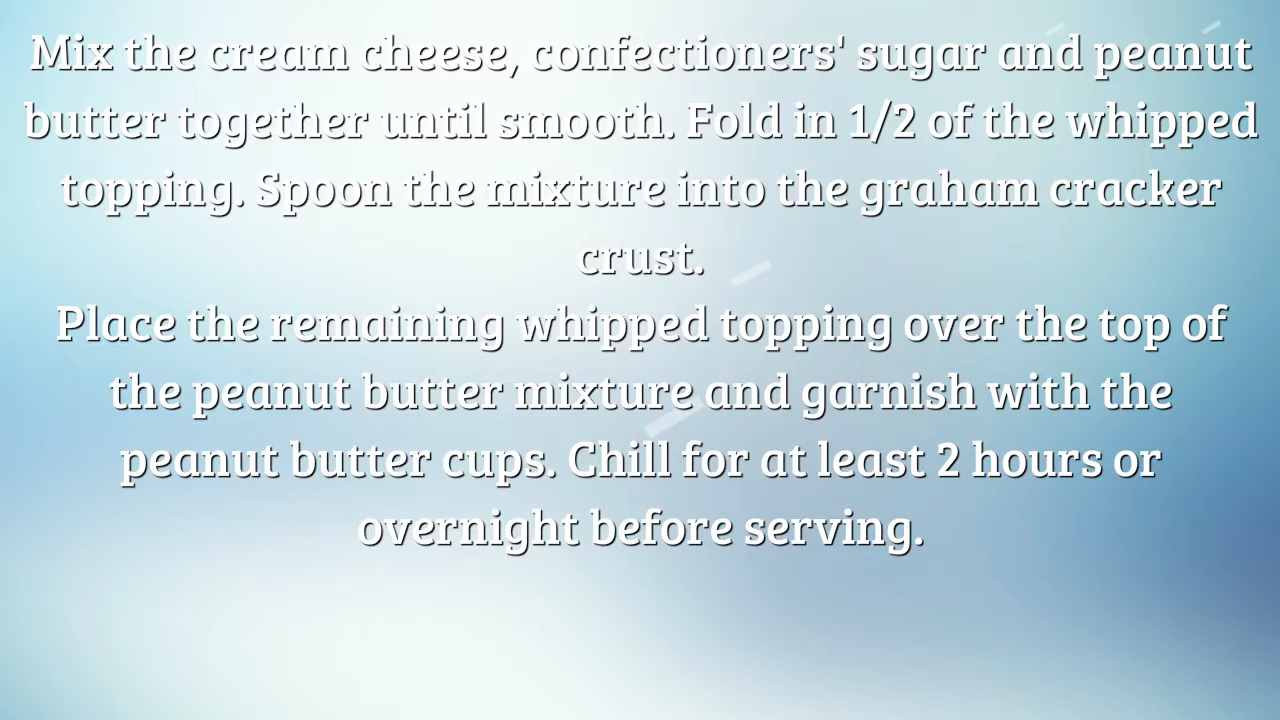 Mix the cream cheese, confectioners' sugar and peanut
butter together until smooth. Fold in 1/2 of the whipped
topping. Spoon the mixture into the graham cracker
crust.
Place the remaining whipped topping over the top of
the peanut butter mixture and garnish with the
peanut butter cups. Chill for at least 2 hours or
overnight before serving.